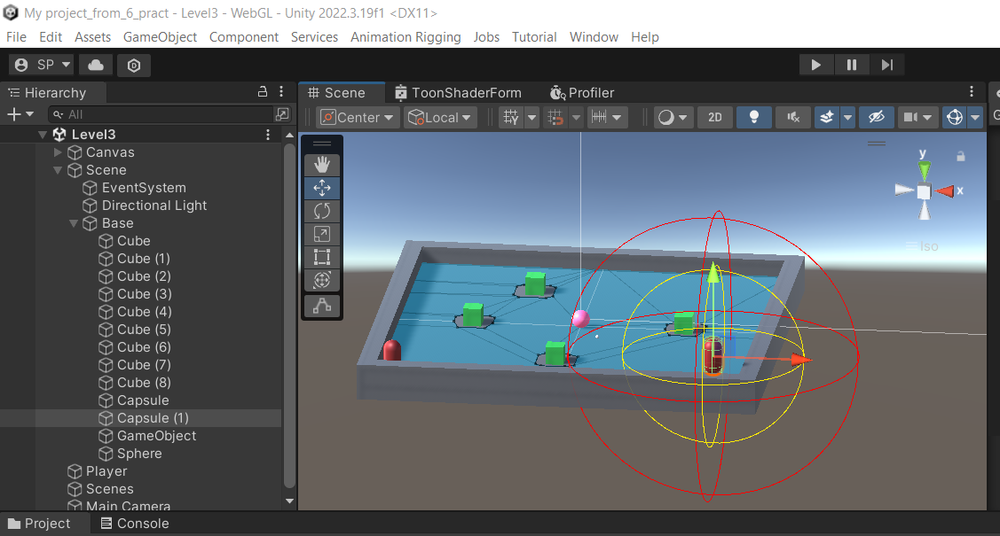 My project_from_6_pract - Level3 - WebGL - Unity 2022.3.19f1 <DX11>
File Edit Assets GameObject Component Services Animation Rigging Jobs Tutorial Window Help
SP
Hierarchy
Scene ToonShaderForm Profiler
All
Center Local 2D
Level3
Canvas
Scene
EventSystem
Directional Light
Base
Cube
Cube (1)
Cube (2)
Cube (3)
Cube (4)
Cube (5)
Cube (6)
Cube (7)
Cube (8)
Capsule
Capsule (1)
GameObject
Sphere
Player
Scenes
Main Camera
y
x
Iso
Project Console